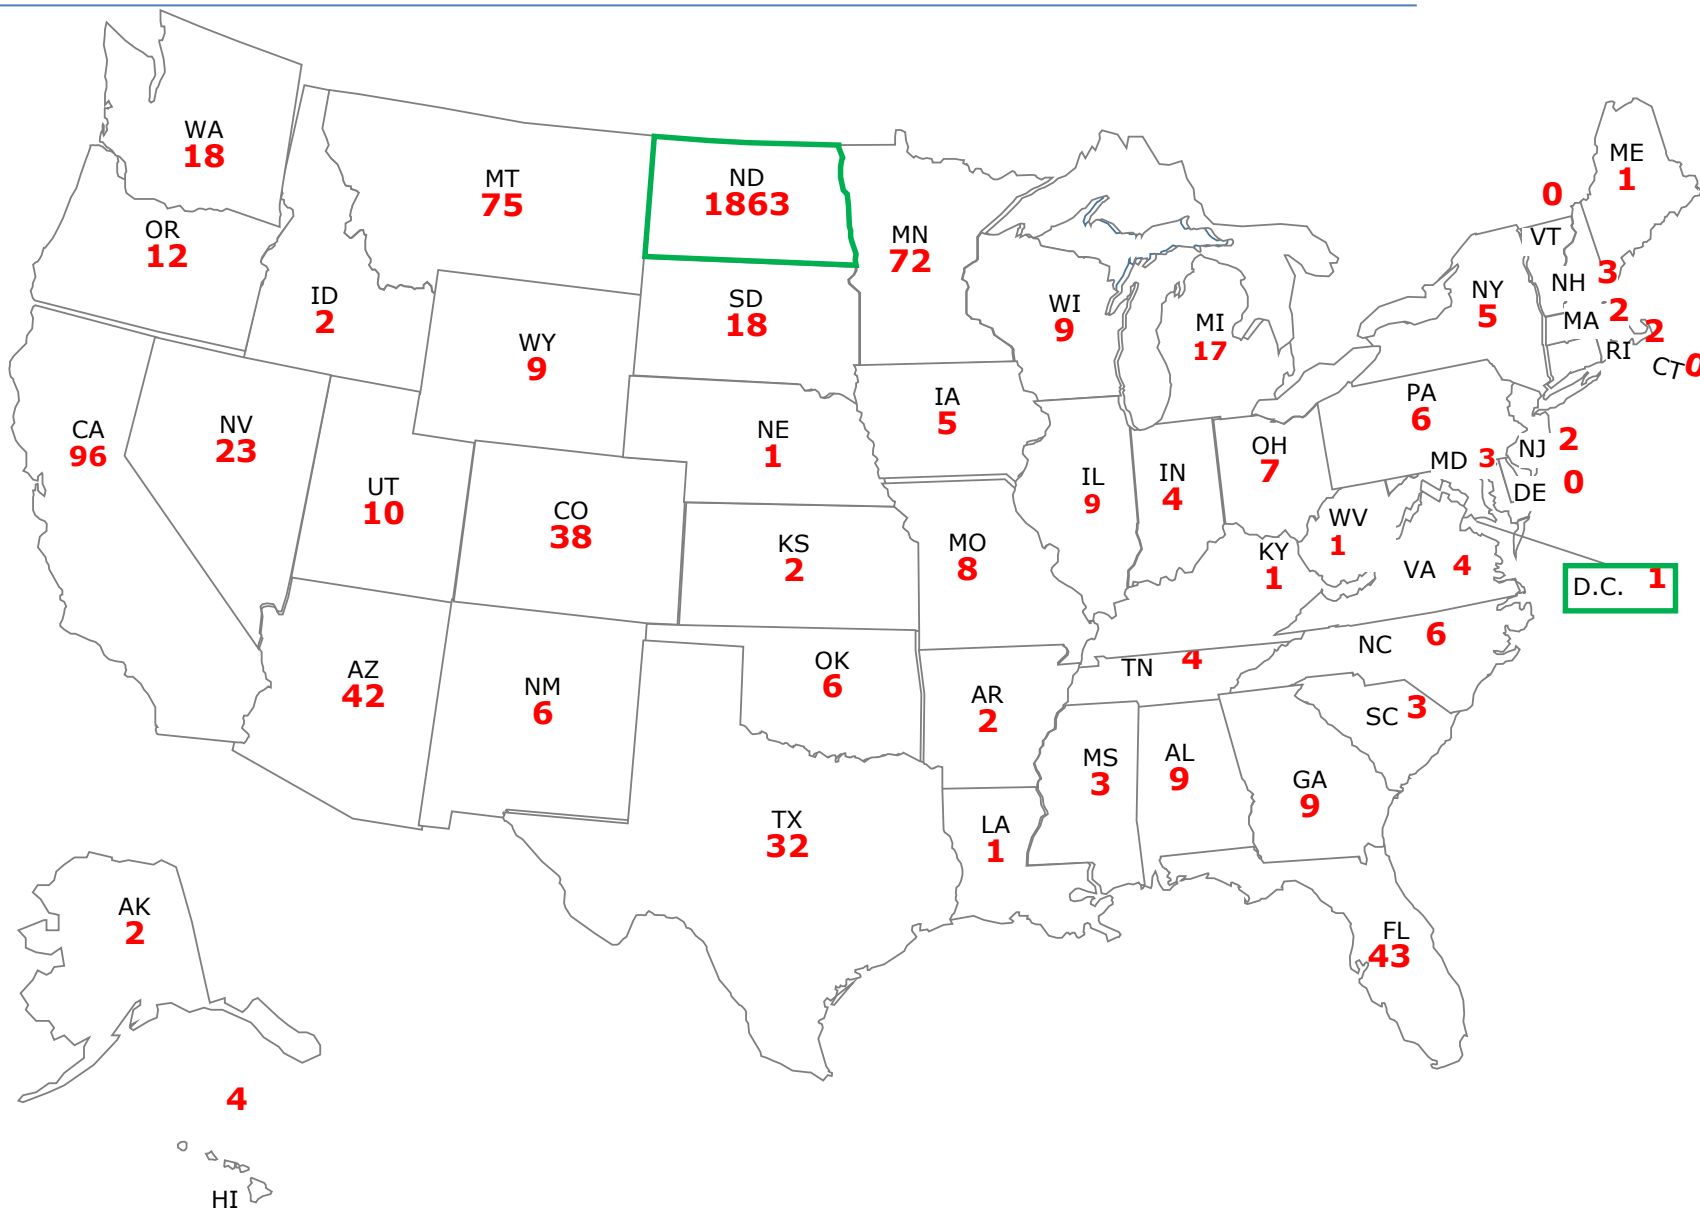 WA
18
OR
12
CA
96
NV
23
ID
2
MT
75
WY
9
UT
10
AZ
42
CO
38
NM
6
ND
1863
SD
18
NE
1
KS
2
OK
6
TX
32
MN
72
IA
5
MO
8
AR
2
LA
1
WI
9
IL
9
MI
17
IN
4
OH
7
KY
1
TN 4
MS
3
AL
9
GA
9
FL
43
SC 3
NC 6
VA 4
WV
1
D.C. 1
MD 3
DE 0
NJ 2
PA
6
NY
5
0
VT
NH 3
MA 2
2
RI
CT 0
ME
1
AK
2
4
HI